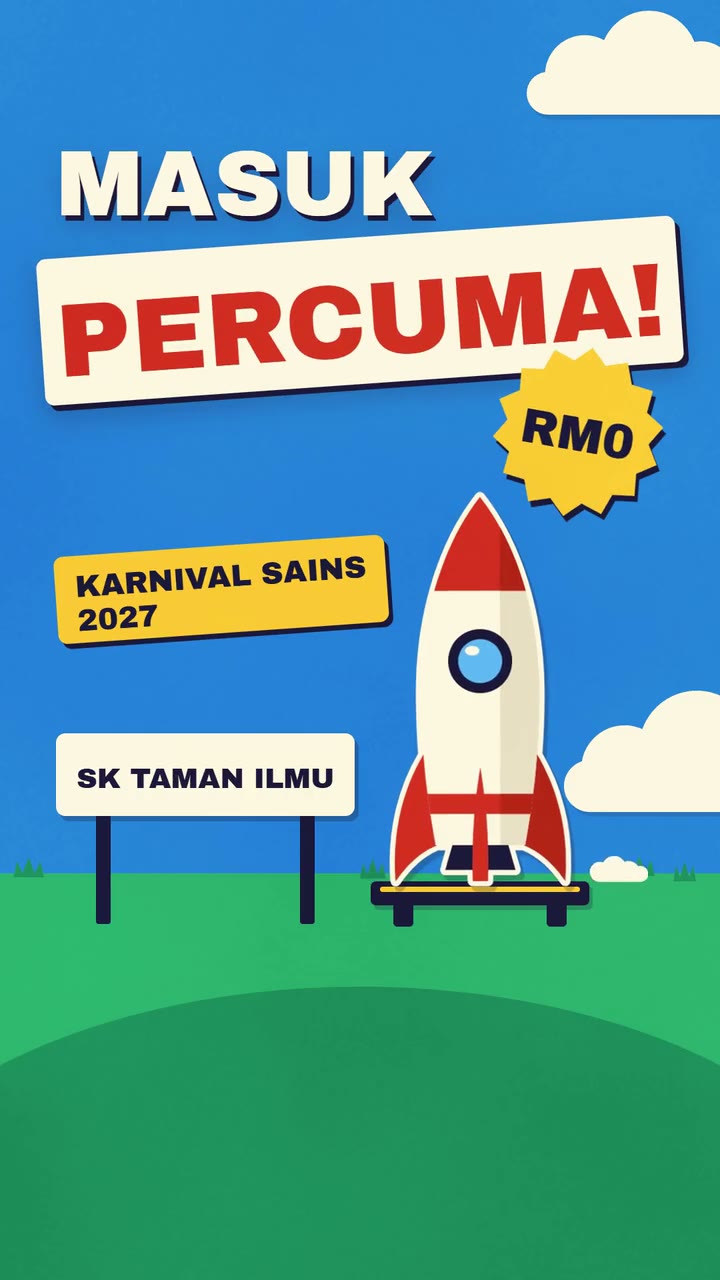 MASUK
PERCUMA!
RM0
KARNIVAL SAINS
2027
SK TAMAN ILMU